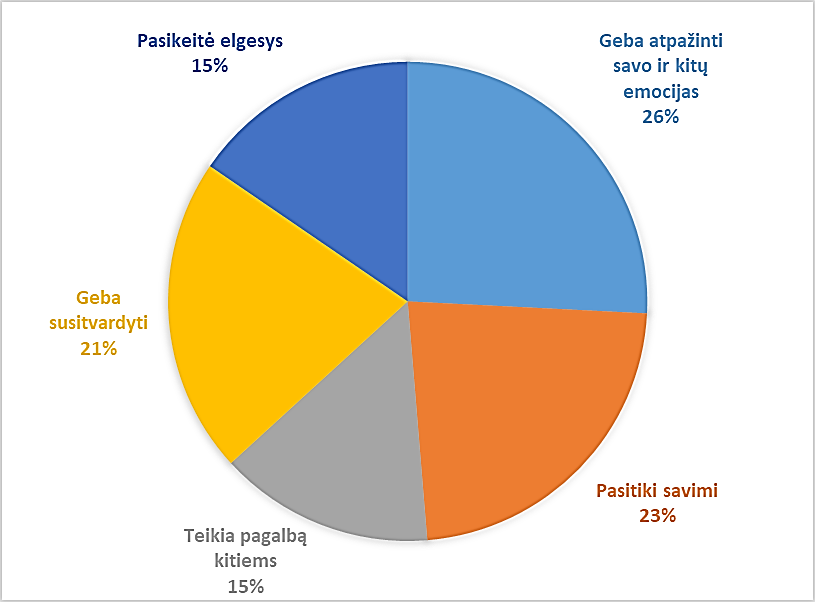 Pasikeitė elgesys
15%
Geba atpažinti
savo ir kitų
emocijas
26%
Geba
susitvardyti
21%
Pasitiki savimi
23%
Teikia pagalbą
kitiems
15%